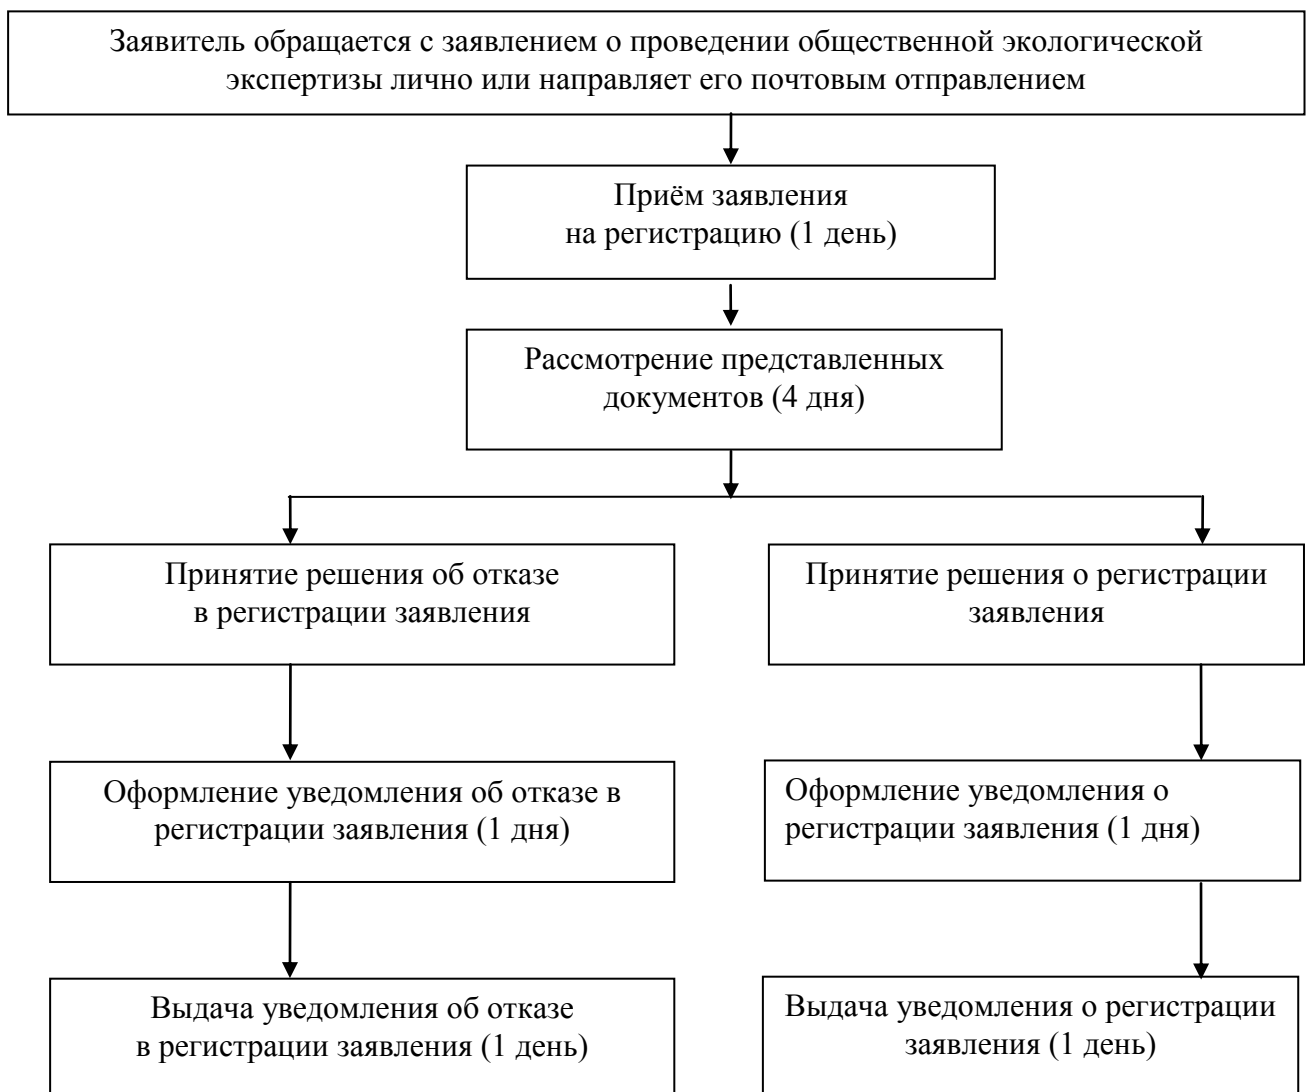 Заявитель обращается с заявлением о проведении общественной экологической
экспертизы лично или направляет его почтовым отправлением
Приём заявления
на регистрацию (1 день)
Рассмотрение представленных
документов (4 дня)
Принятие решения об отказе
в регистрации заявления
Принятие решения о регистрации
заявления
Оформление уведомления об отказе в
регистрации заявления (1 дня)
Оформление уведомления о
регистрации заявления (1 дня)
Выдача уведомления об отказе
в регистрации заявления (1 день)
Выдача уведомления о регистрации
заявления (1 день)